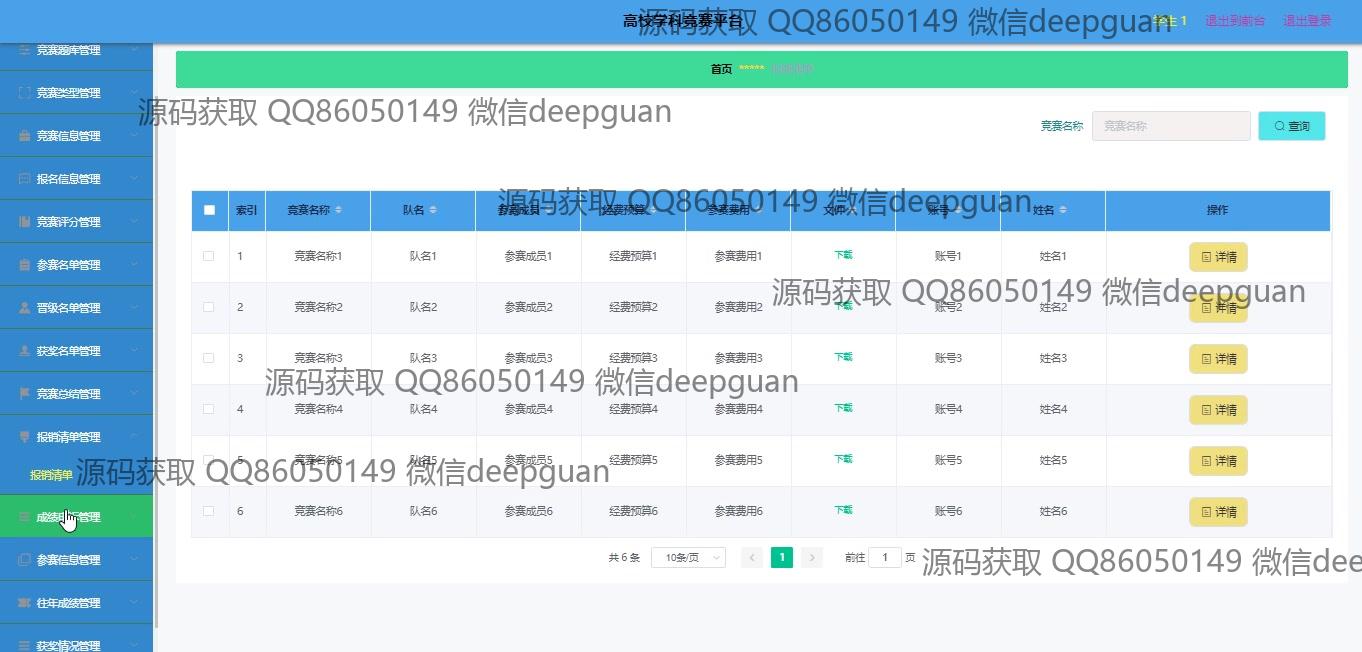 高校学科竞赛平台
学生 1 退出到前台 退出登录
源码获取 QQ86050149 微信deepguan
首页 *****
竞赛题库管理
竞赛类型管理
竞赛信息管理
报名信息管理
竞赛评分管理
参赛名单管理
晋级名单管理
获奖名单管理
竞赛总结管理
报销清单管理
报销清单
参赛信息管理
往年成绩管理
获奖情况管理
源码获取 QQ86050149 微信deepguan
竞赛名称 竞赛名称 查询
源码获取 QQ86050149 微信deepguan
索引 竞赛名称 队名 参赛成员 经费预算 参赛费用 文件 账号 姓名 操作
1 竞赛名称1 队名1 参赛成员1 经费预算1 参赛费用1 下载 账号1 姓名1 详情
源码获取 QQ86050149 微信deepguan
2 竞赛名称2 队名2 参赛成员2 经费预算2 参赛费用2 下载 账号2 姓名2 详情
3 竞赛名称3 队名3 参赛成员3 经费预算3 参赛费用3 下载 账号3 姓名3 详情
源码获取 QQ86050149 微信deepguan
4 竞赛名称4 队名4 参赛成员4 经费预算4 参赛费用4 下载 账号4 姓名4 详情
5 竞赛名称5 队名5 参赛成员5 经费预算5 参赛费用5 下载 账号5 姓名5 详情
源码获取 QQ86050149 微信deepguan
6 竞赛名称6 队名6 参赛成员6 经费预算6 参赛费用6 下载 账号6 姓名6 详情
共 6 条 10条/页 1 前往 1 页
源码获取 QQ86050149 微信dee